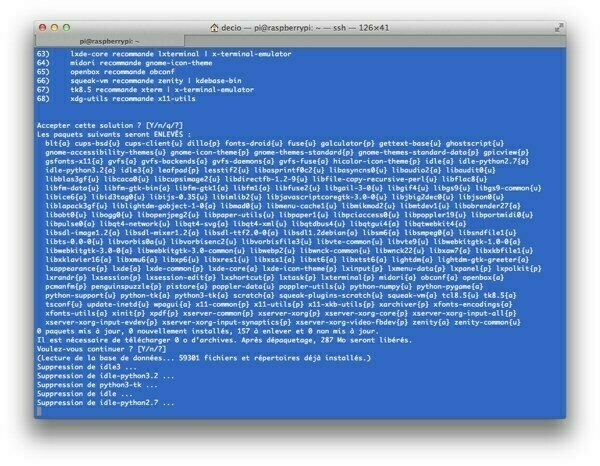 decio — pi@raspberrypi: ~ — ssh — 126×41
pi@raspberrypi: ~
63) lxde-core recommande lxterminal | x-terminal-emulator
64) midori recommande gnome-icon-theme
65) openbox recommande obconf
66) squeak-vm recommande zenity | kdebase-bin
67) tk8.5 recommande xterm | x-terminal-emulator
68) xdg-utils recommande x11-utils
Accepter cette solution ? [Y/n/q/?]
Les paquets suivants seront ENLEVÉS :
blt{a} cups-bsd{u} cups-client{u} dillo{p} fonts-droid{u} fuse{u} galculator{p} gettext-base{u} ghostscript{u}
gnome-accessibility-themes{u} gnome-icon-theme{p} gnome-themes-standard{p} gnome-themes-standard-data{p} gpicview{p}
gsfonts-x11{a} gvfs{a} gvfs-backends{a} gvfs-daemons{a} gvfs-fuse{a} hicolor-icon-theme{p} idle{a} idle-python2.7{a}
idle-python3.2{a} idle3{a} leafpad{p} lesstif2{u} libasprintf0c2{u} libasyncns0{u} libaudio2{a} libaudit0{u}
libblas3gf{u} libcaca0{u} libcupsimage2{u} libdirectfb-1.2-9{u} libfile-copy-recursive-perl{u} libflac8{u}
libfm-data{u} libfm-gtk-bin{a} libfm-gtk1{a} libfm1{a} libfuse2{u} libgail-3-0{u} libgif4{u} libgs9{u} libgs9-common{u}
libice6{a} libid3tag0{u} libijs-0.35{u} libimlib2{u} libjavascriptcoregtk-3.0-0{u} libjbig2dec0{u} libjson0{u}
liblapack3gf{u} liblightdm-gobject-1-0{a} libmad0{u} libmenu-cache1{u} libmikmod2{u} libmtdev1{u} libobrender27{a}
libobt0{u} libogg0{u} libopenjpeg2{u} libpaper-utils{u} libpaper1{u} libpciaccess0{u} libpoppler19{u} libportmidi0{u}
libpulse0{a} libqt4-network{u} libqt4-svg{a} libqt4-xml{u} libqtdbus4{u} libqtgui4{a} libqtwebkit4{a}
libsdl-image1.2{a} libsdl-mixer1.2{a} libsdl-ttf2.0-0{a} libsdl1.2debian{a} libsm6{a} libsmpeg0{a} libsndfile1{u}
libts-0.0-0{u} libvorbis0a{u} libvorbisenc2{u} libvorbisfile3{u} libvte-common{u} libvte9{u} libwebkitgtk-1.0-0{a}
libwebkitgtk-3.0-0{a} libwebkitgtk-3.0-common{u} libwebp2{u} libwnck-common{u} libwnck22{u} libxaw7{a} libxkbfile1{u}
libxklavier16{a} libxmu6{a} libxp6{u} libxres1{u} libxss1{a} libxt6{a} libxtst6{a} lightdm{a} lightdm-gtk-greeter{a}
lxappearance{p} lxde{a} lxde-common{p} lxde-core{a} lxde-icon-theme{p} lxinput{p} lxmenu-data{p} lxpanel{p} lxpolkit{p}
lxrandr{p} lxsession{p} lxsession-edit{p} lxshortcut{p} lxtask{p} lxterminal{p} midori{a} obconf{a} openbox{a}
pcmanfm{p} penguinspuzzle{p} pistore{a} poppler-data{u} poppler-utils{u} python-numpy{u} python-pygame{a}
python-support{u} python-tk{a} python3-tk{a} scratch{a} squeak-plugins-scratch{u} squeak-vm{a} tcl8.5{u} tk8.5{a}
tsconf{u} update-inetd{u} wpagui{a} x11-common{p} x11-utils{p} x11-xkb-utils{p} xarchiver{p} xfonts-encodings{a}
xfonts-utils{a} xinit{p} xpdf{p} xserver-common{p} xserver-xorg{p} xserver-xorg-core{a} xserver-xorg-input-all{p}
xserver-xorg-input-evdev{p} xserver-xorg-input-synaptics{p} xserver-xorg-video-fbdev{p} zenity{a} zenity-common{u}
0 paquets mis à jour, 0 nouvellement installés, 157 à enlever et 0 non mis à jour.
Il est nécessaire de télécharger 0 o d'archives. Après dépaquetage, 287 Mo seront libérés.
Voulez-vous continuer ? [Y/n/?]
(Lecture de la base de données... 59301 fichiers et répertoires déjà installés.)
Suppression de idle3 ...
Suppression de idle-python3.2 ...
Suppression de python3-tk ...
Suppression de idle ...
Suppression de idle-python2.7 ...